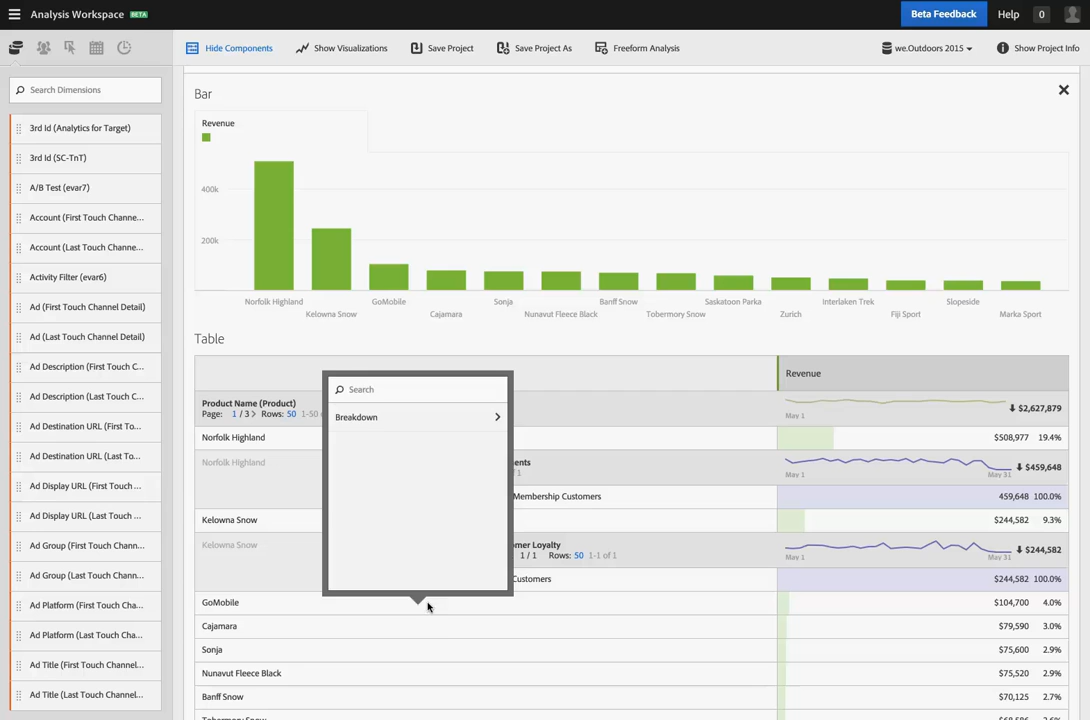 Analysis Workspace BETA
Beta Feedback
Help
0
Hide Components
Show Visualizations
Save Project
Save Project As
Freeform Analysis
we.Outdoors 2015
Show Project Info
Search Dimensions
3rd Id (Analytics for Target)
3rd Id (SC-TnT)
A/B Test (evar7)
Account (First Touch Channe...
Account (Last Touch Channe...
Activity Filter (evar6)
Ad (First Touch Channel Detail)
Ad (Last Touch Channel Detail)
Ad Description (First Touch C...
Ad Description (Last Touch C...
Ad Destination URL (First To...
Ad Destination URL (Last To...
Ad Display URL (First Touch ...
Ad Display URL (Last Touch ...
Ad Group (First Touch Chann...
Ad Group (Last Touch Chann...
Ad Platform (First Touch Cha...
Ad Platform (Last Touch Cha...
Ad Title (First Touch Channel...
Ad Title (Last Touch Channel...
Bar
Revenue
400k
200k
Norfolk Highland
Kelowna Snow
GoMobile
Cajamara
Sonja
Nunavut Fleece Black
Banff Snow
Tobermory Snow
Saskatoon Parka
Zurich
Interlaken Trek
Fiji Sport
Slopeside
Marka Sport
Table
Revenue
Search
Breakdown
Product Name (Product)
Page: 1 / 3 Rows: 50 1-50
May 1
$2,627,879
Norfolk Highland
$508,977 19.4%
Norfolk Highland
ents
f 1
May 1
May 31
$459,648
Membership Customers
459,648 100.0%
Kelowna Snow
$244,582 9.3%
Kelowna Snow
omer Loyalty
1 / 1 Rows: 50 1-1 of 1
May 1
May 31
$244,582
Customers
$244,582 100.0%
GoMobile
$104,700 4.0%
Cajamara
$79,590 3.0%
Sonja
$75,600 2.9%
Nunavut Fleece Black
$75,520 2.9%
Banff Snow
$70,125 2.7%
Tobermory Snow
$68,586 2.6%